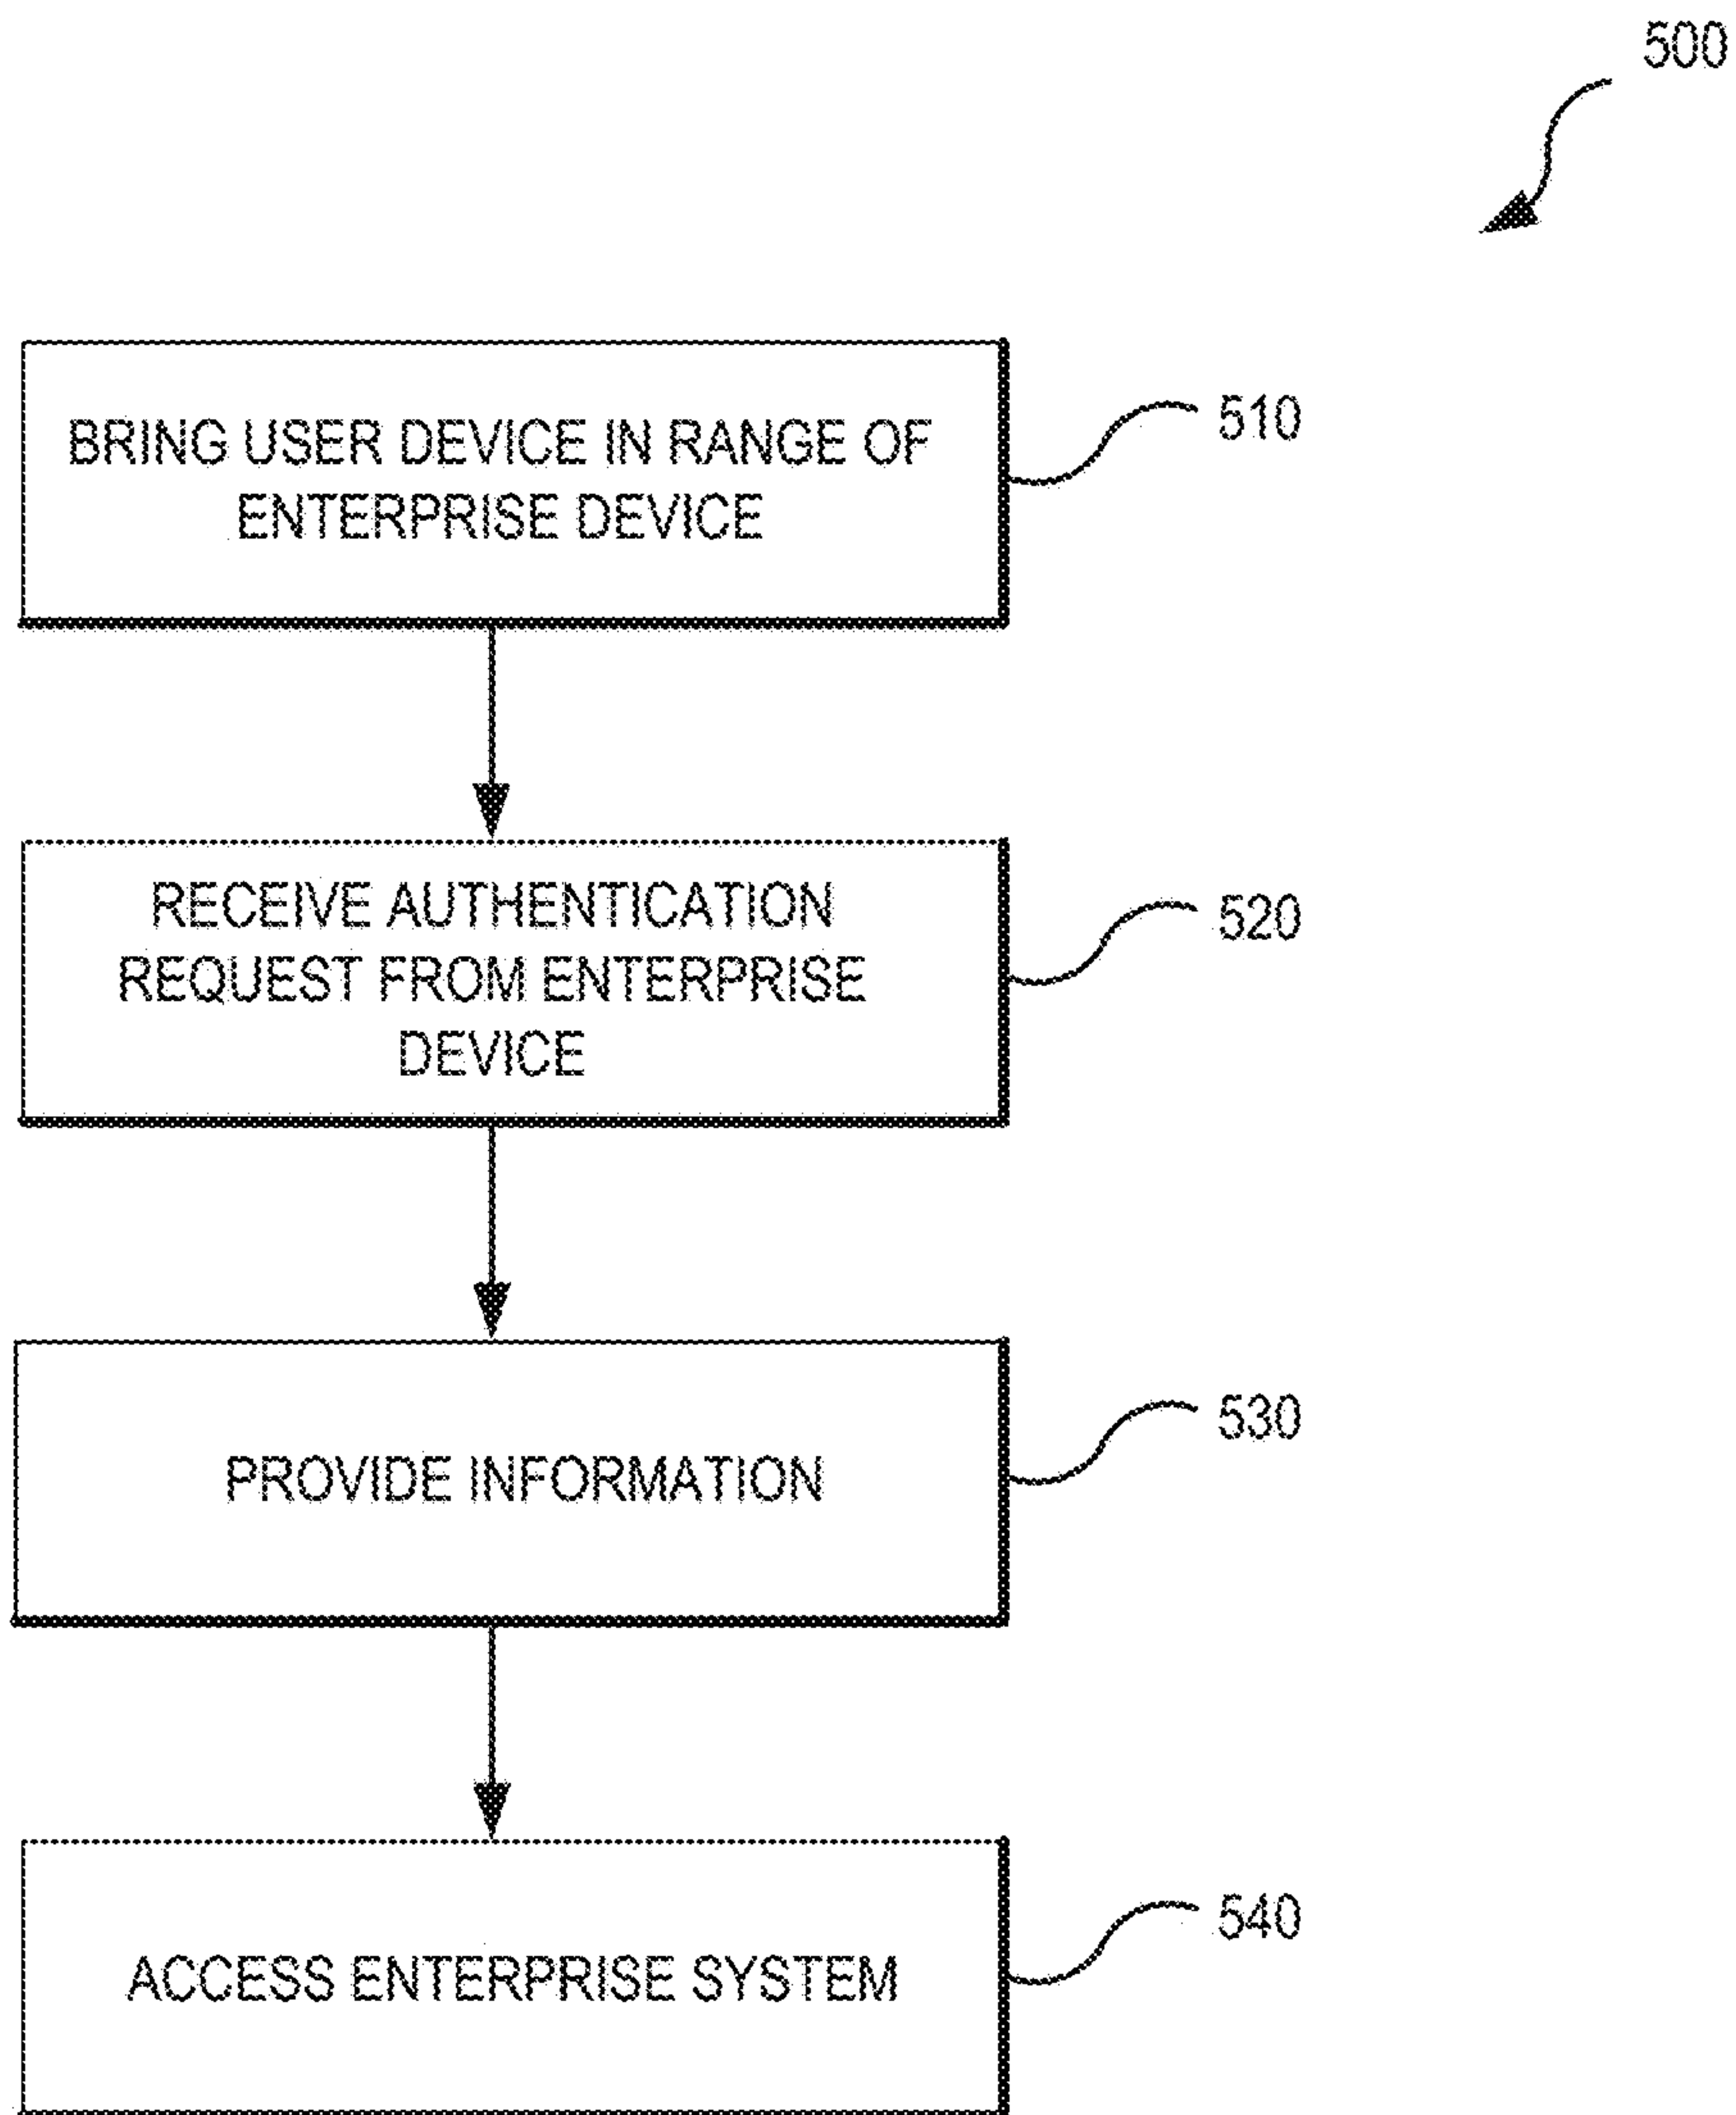 500
BRING USER DEVICE IN RANGE OF
ENTERPRISE DEVICE
510
RECEIVE AUTHENTICATION
REQUEST FROM ENTERPRISE
DEVICE
520
PROVIDE INFORMATION
530
ACCESS ENTERPRISE SYSTEM
540